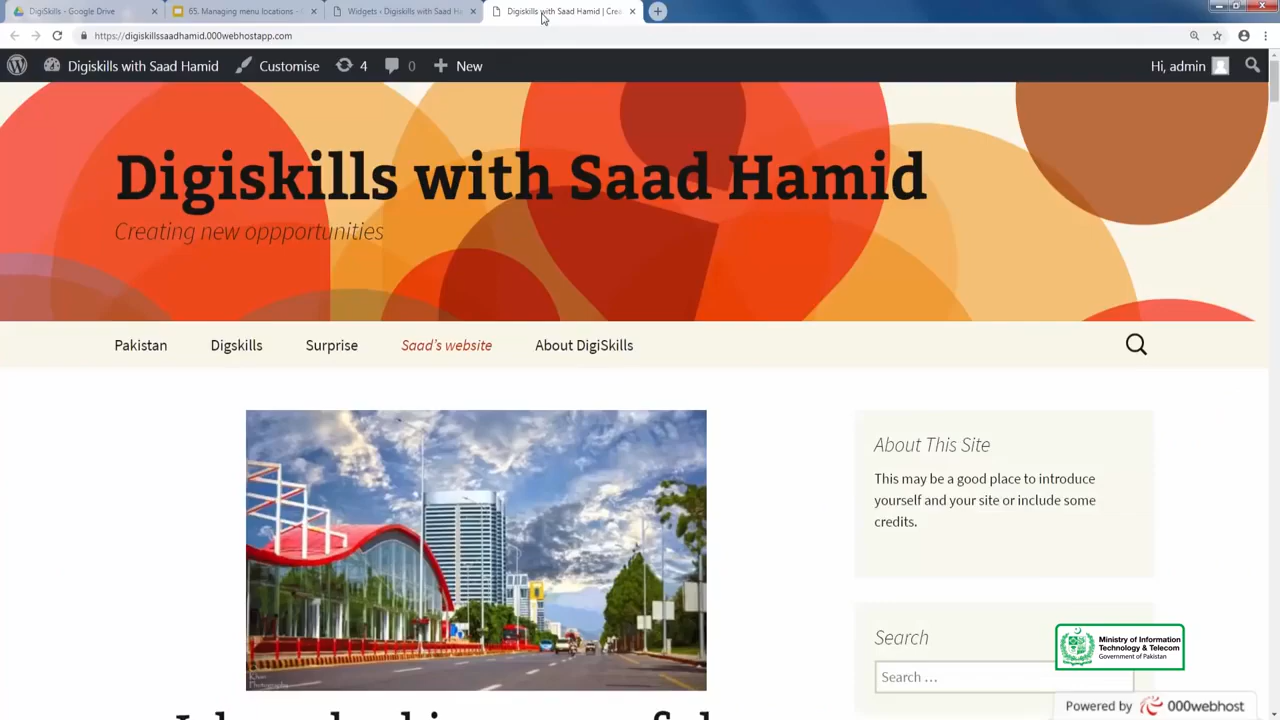 DigiSkills - Google Drive
65. Managing menu locations -
Widgets ‹ Digiskills with Saad Ha
Digiskills with Saad Hamid | Crea
https://digiskillssaadhamid.000webhostapp.com
Digiskills with Saad Hamid
Customise
4
0
New
Hi, admin
Digiskills with Saad Hamid
Creating new oppportunities
Pakistan
Digskills
Surprise
Saad's website
About DigiSkills
About This Site
This may be a good place to introduce
yourself and your site or include some
credits.
Search
Search …
Ministry of Information
Technology & Telecom
Government of Pakistan
Powered by 000webhost